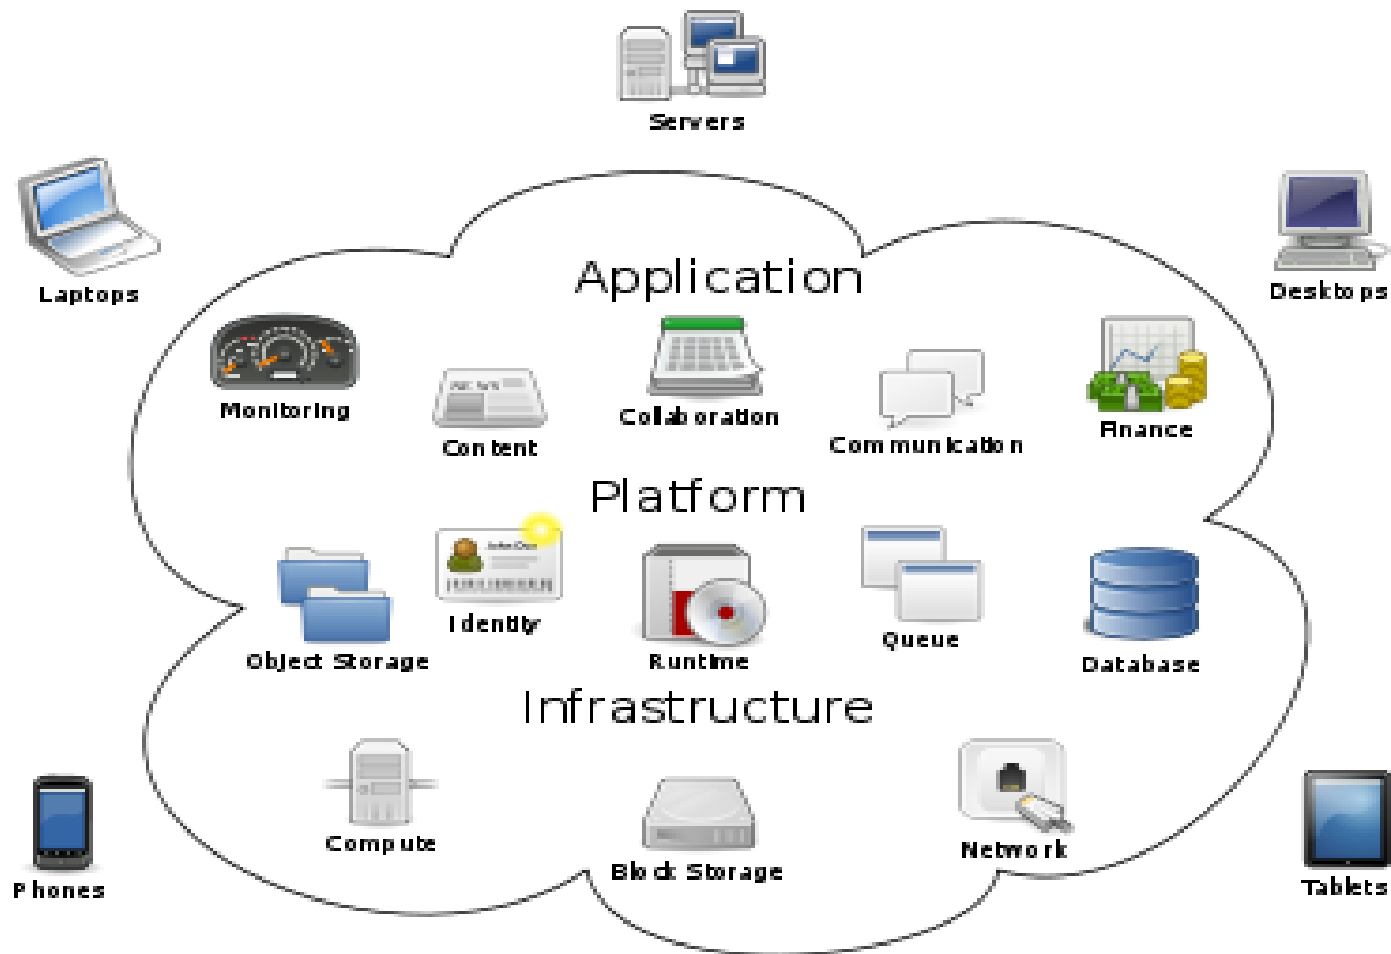 Servers
Laptops
Desktops
Application
Monitoring
Content
Collaboration
Communication
Finance
Platform
Object Storage
Identity
Runtime
Queue
Database
Infrastructure
Compute
Block Storage
Network
Phones
Tablets